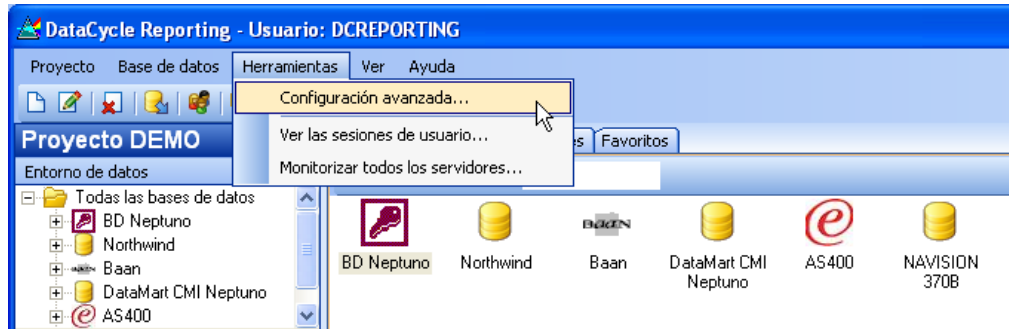 DataCycle Reporting - Usuario: DCREPORTING
Proyecto Base de datos Herramientas Ver Ayuda
Configuración avanzada...
Ver las sesiones de usuario...
Monitorizar todos los servidores...
Proyecto DEMO
Favoritos
Entorno de datos
Todas las bases de datos
BD Neptuno
Northwind
Baan
DataMart CMI Neptuno
AS400
BD Neptuno
Northwind
Baan
DataMart CMI
Neptuno
AS400
NAVISION
370B